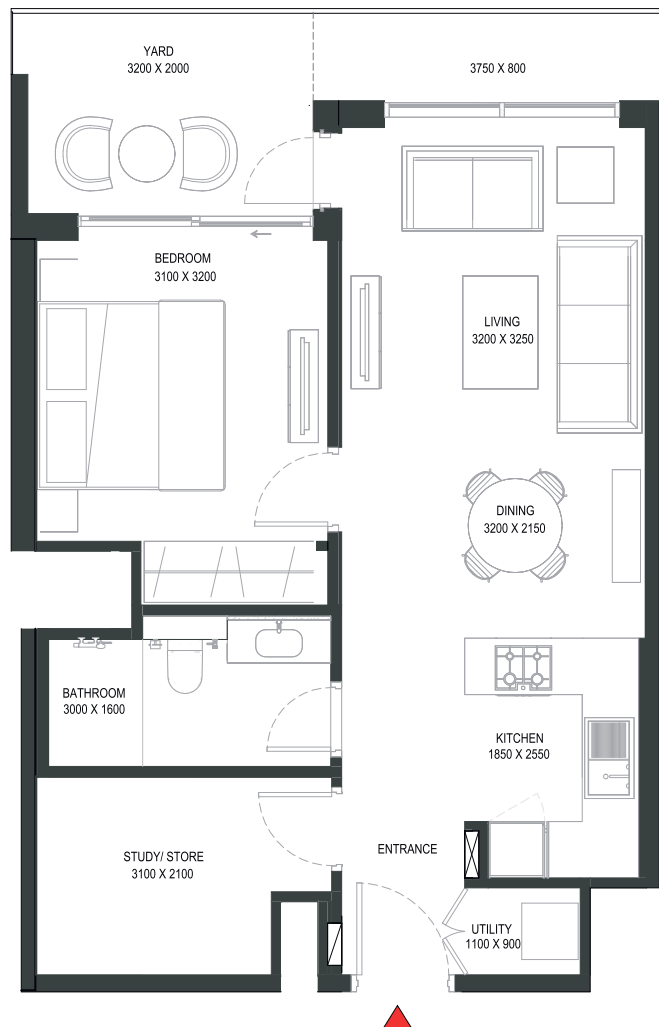 YARD
3200 X 2000
3750 X 800
BEDROOM
3100 X 3200
LIVING
3200 X 3250
DINING
3200 X 2150
BATHROOM
3000 X 1600
KITCHEN
1850 X 2550
STUDY/ STORE
3100 X 2100
ENTRANCE
UTILITY
1100 X 900